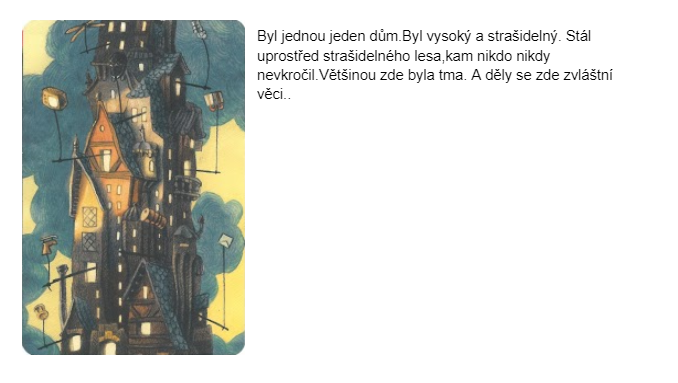 Byl jednou jeden dům.Byl vysoký a strašidelný. Stál
uprostřed strašidelného lesa,kam nikdo nikdy
nevkročil.Většinou zde byla tma. A děly se zde zvláštní
věci..